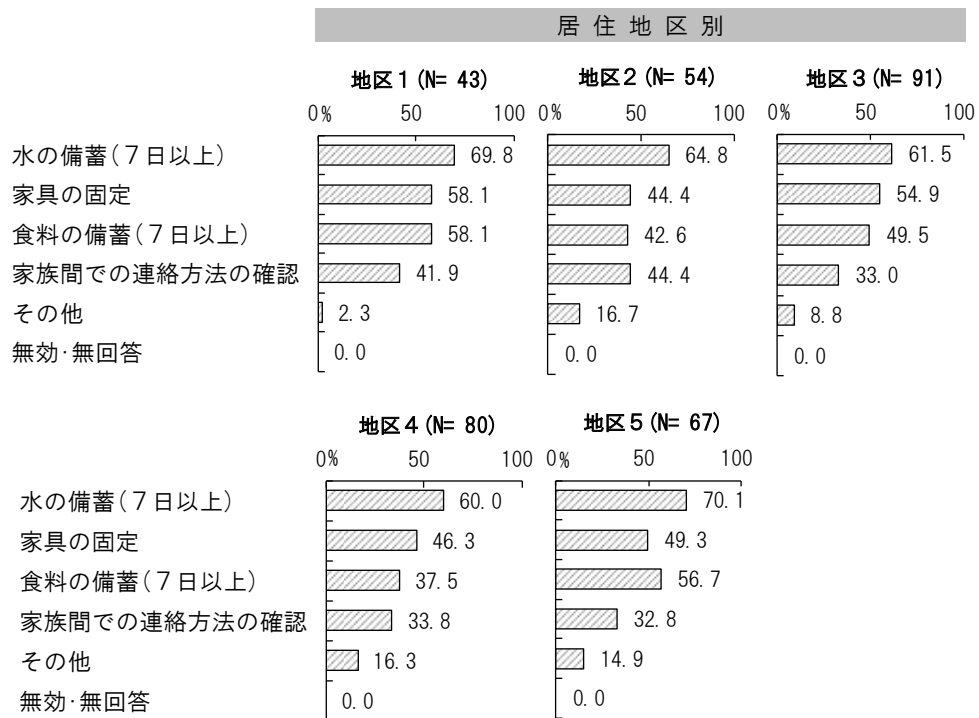 居住地区別
地区1 (N= 43) 地区2 (N= 54) 地区3 (N= 91)
0% 50 100 0% 50 100 0% 50 100
水の備蓄(7日以上) 69.8 64.8 61.5
家具の固定 58.1 44.4 54.9
食料の備蓄(7日以上) 58.1 42.6 49.5
家族間での連絡方法の確認 41.9 44.4 33.0
その他 2.3 16.7 8.8
無効・無回答 0.0 0.0 0.0
地区4 (N= 80) 地区5 (N= 67)
0% 50 100 0% 50 100
水の備蓄(7日以上) 60.0 70.1
家具の固定 46.3 49.3
食料の備蓄(7日以上) 37.5 56.7
家族間での連絡方法の確認 33.8 32.8
その他 16.3 14.9
無効・無回答 0.0 0.0